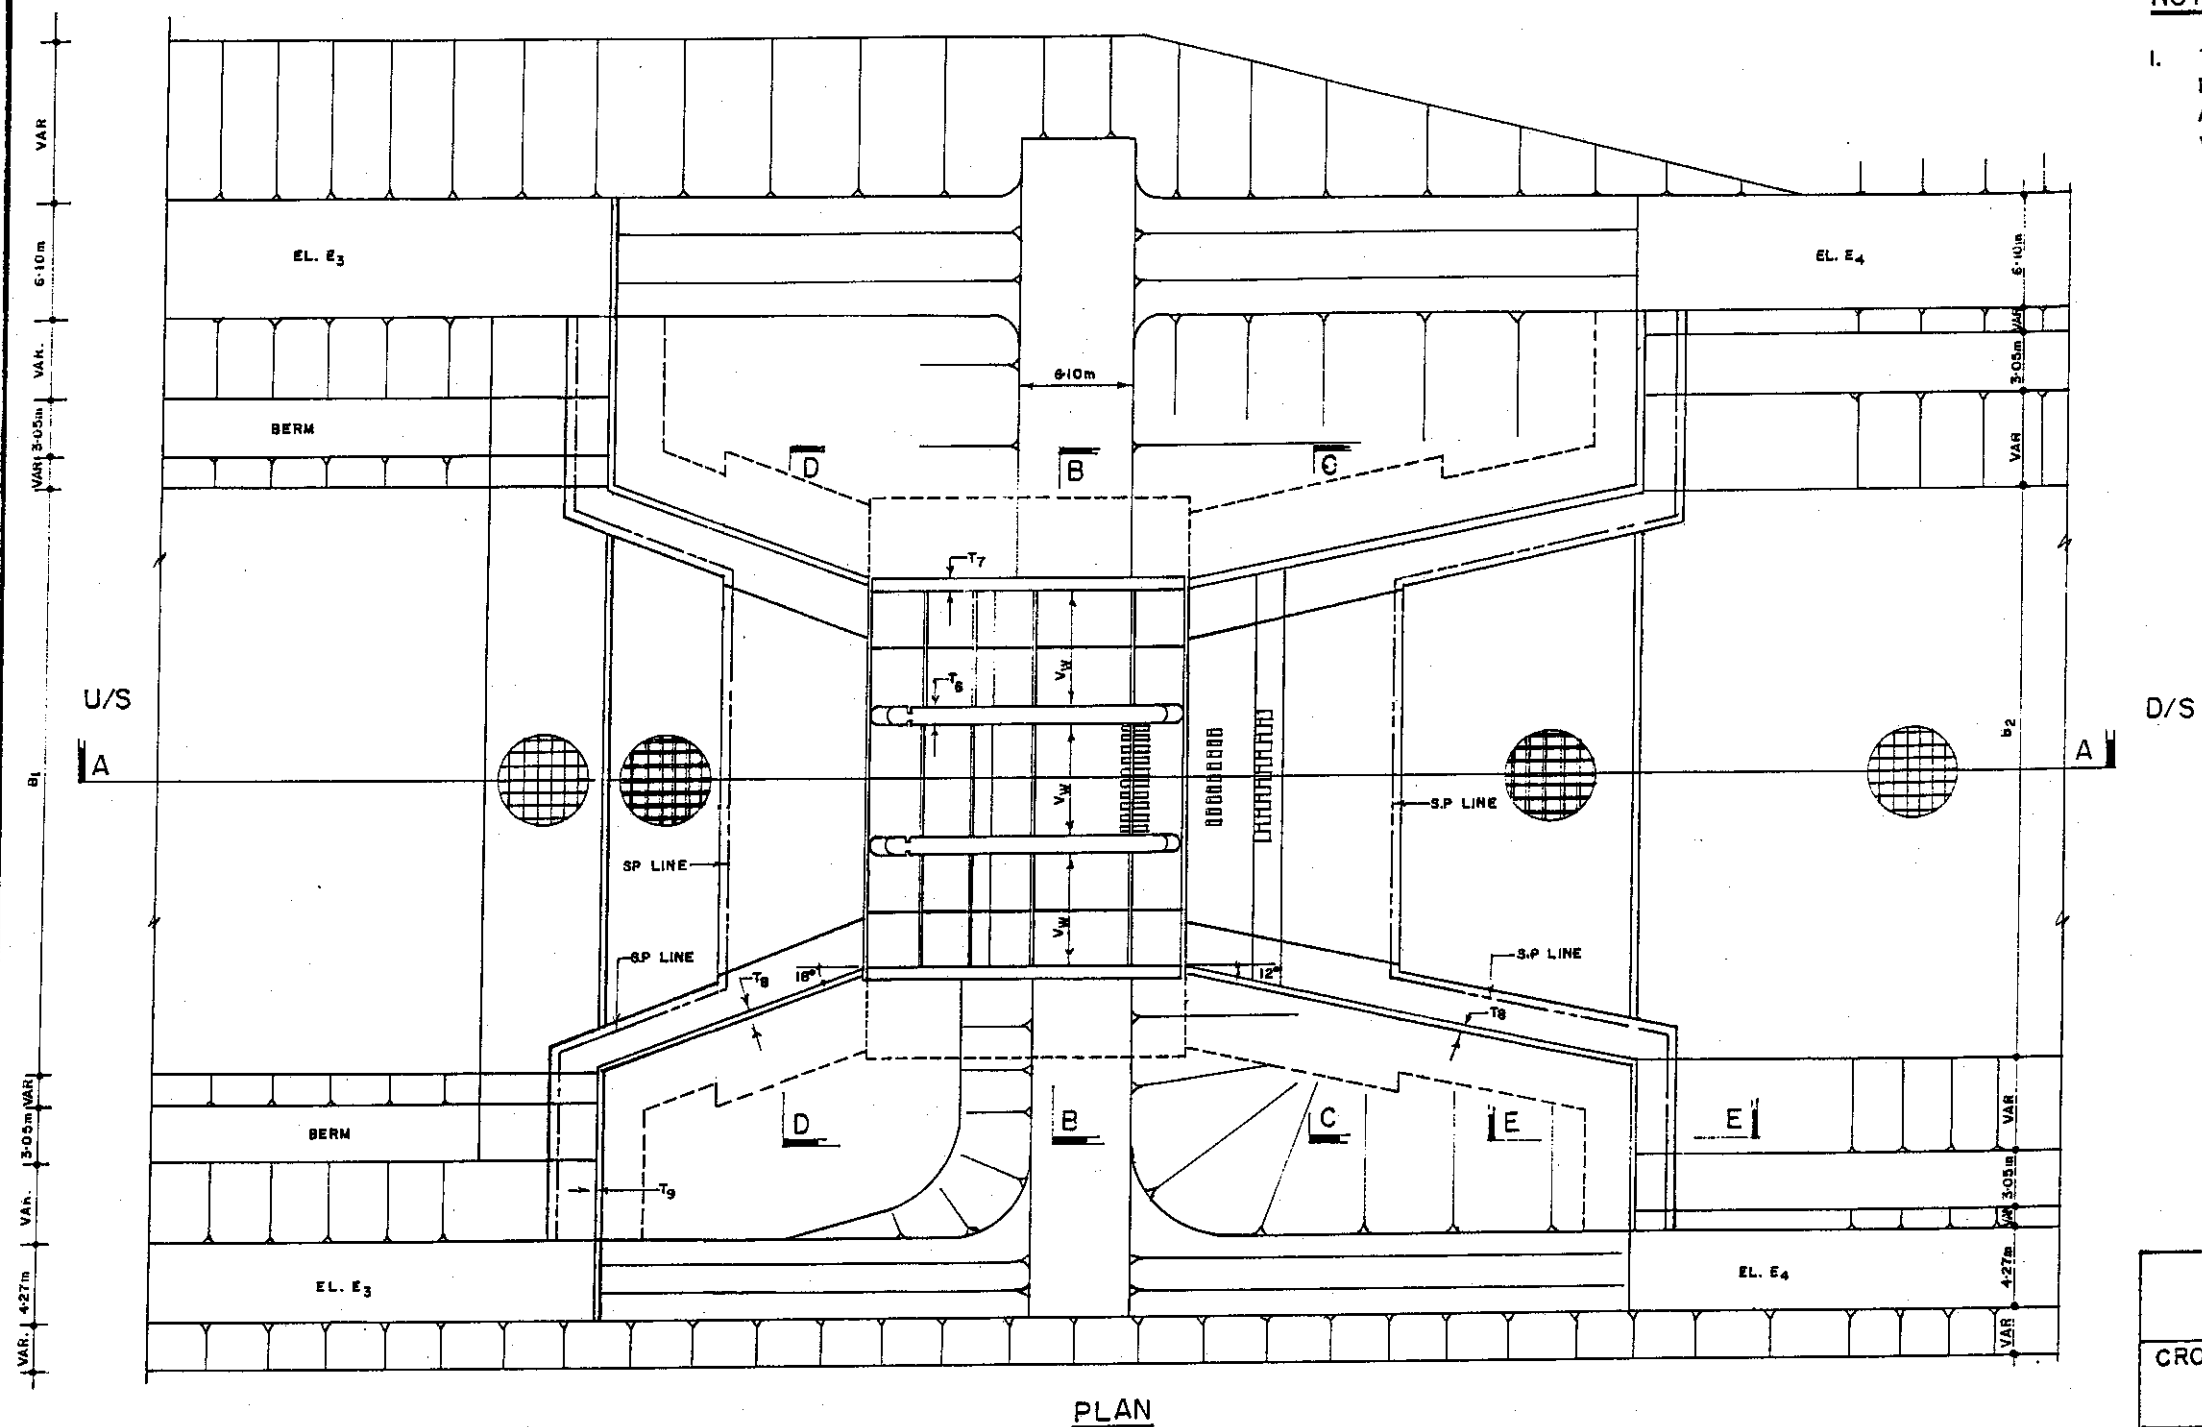 1.
VAR
6·10m
VAR.
3·05m
VAR
B1
VAR
3·05m
VAR.
4·27m
VAR.
EL. E3
EL. E4
6·10m
VAR
3·05m
VAR
6·10m
BERM
D
B
C
T7
T6
VW
VW
VW
U/S
D/S
A
A
b2
S.P LINE
SP LINE
S.P LINE
S.P LINE
T8
18°
12°
T8
D
B
C
E
E
BERM
T9
VAR
3·05m
VAR
4·27m
VAR
EL. E3
EL. E4
CRO
PLAN